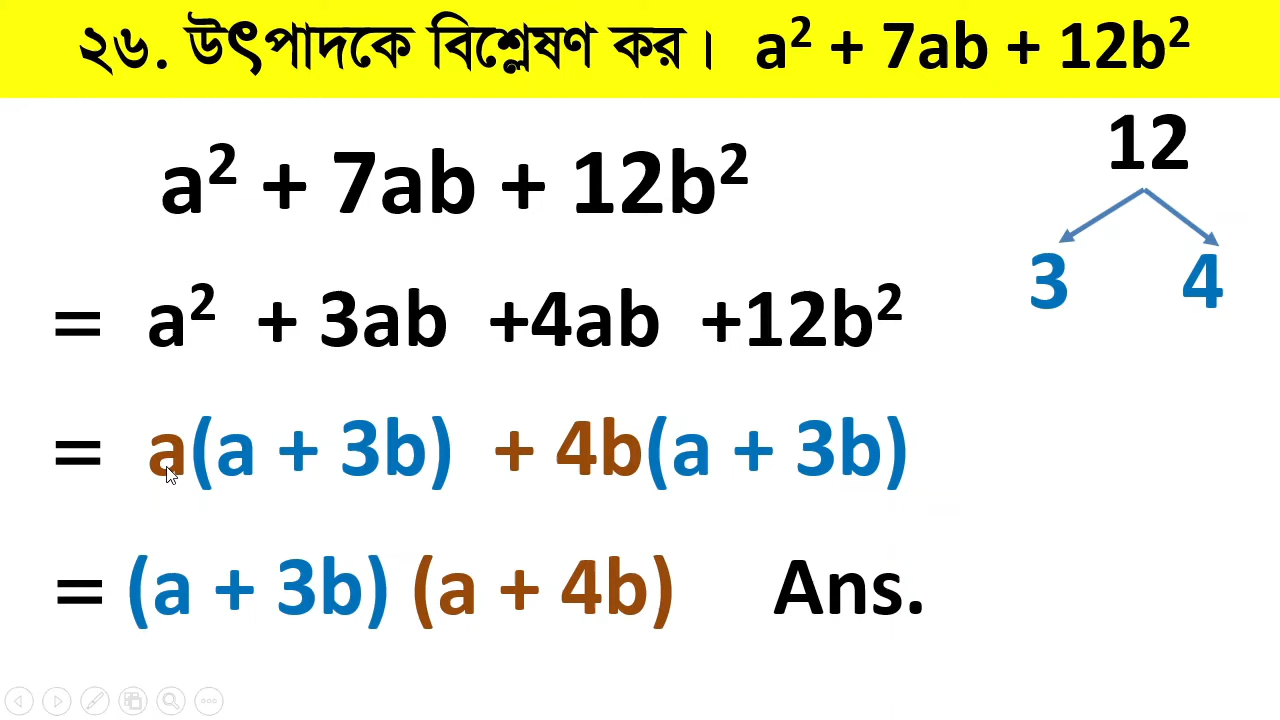 ২৬. উৎপাদকে বিশ্লেষণ কর। a² + 7ab + 12b²
12
3 4
a² + 7ab + 12b²
= a² + 3ab +4ab +12b²
= a(a + 3b) + 4b(a + 3b)
= (a + 3b) (a + 4b) Ans.